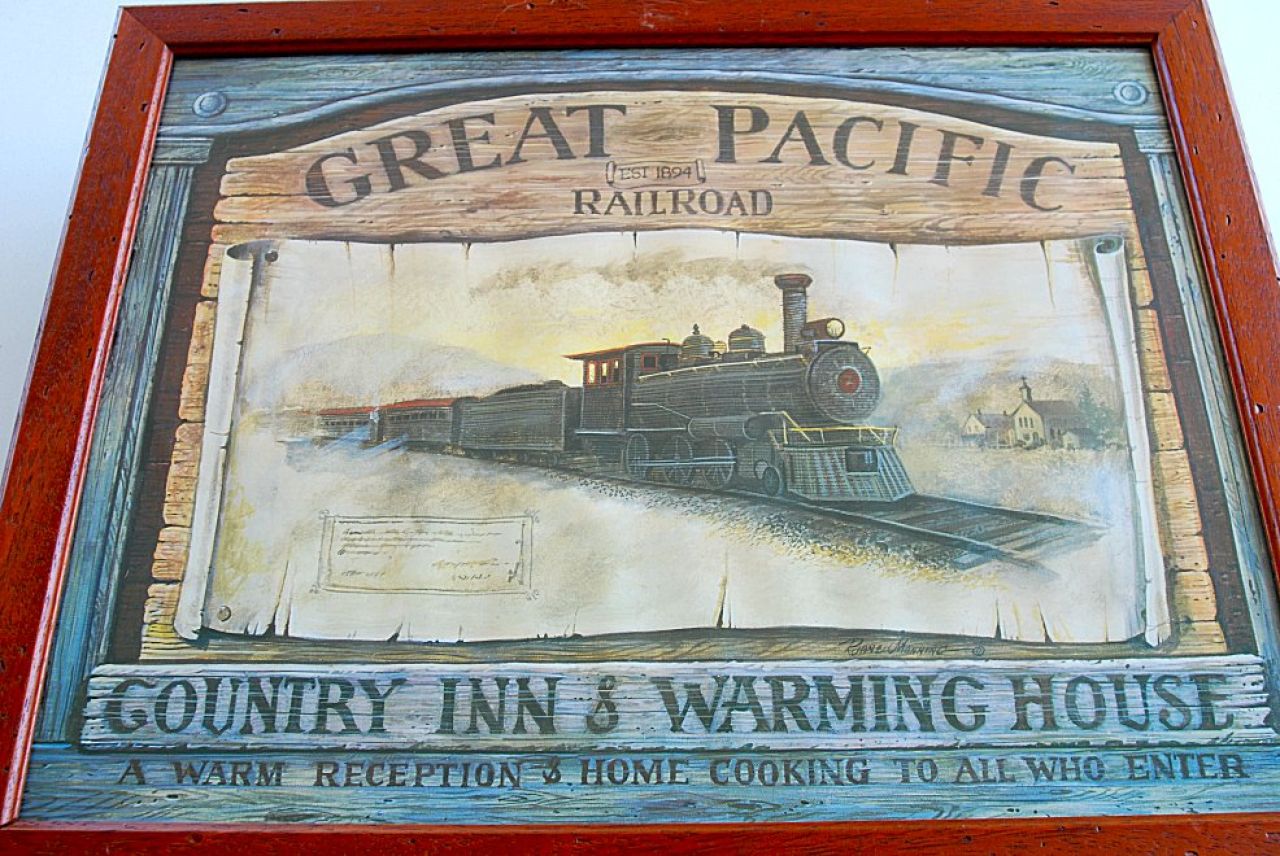 GREAT PACIFIC
EST 1894
RAILROAD
COUNTRY INN & WARMING HOUSE
A WARM RECEPTION & HOME COOKING TO ALL WHO ENTER